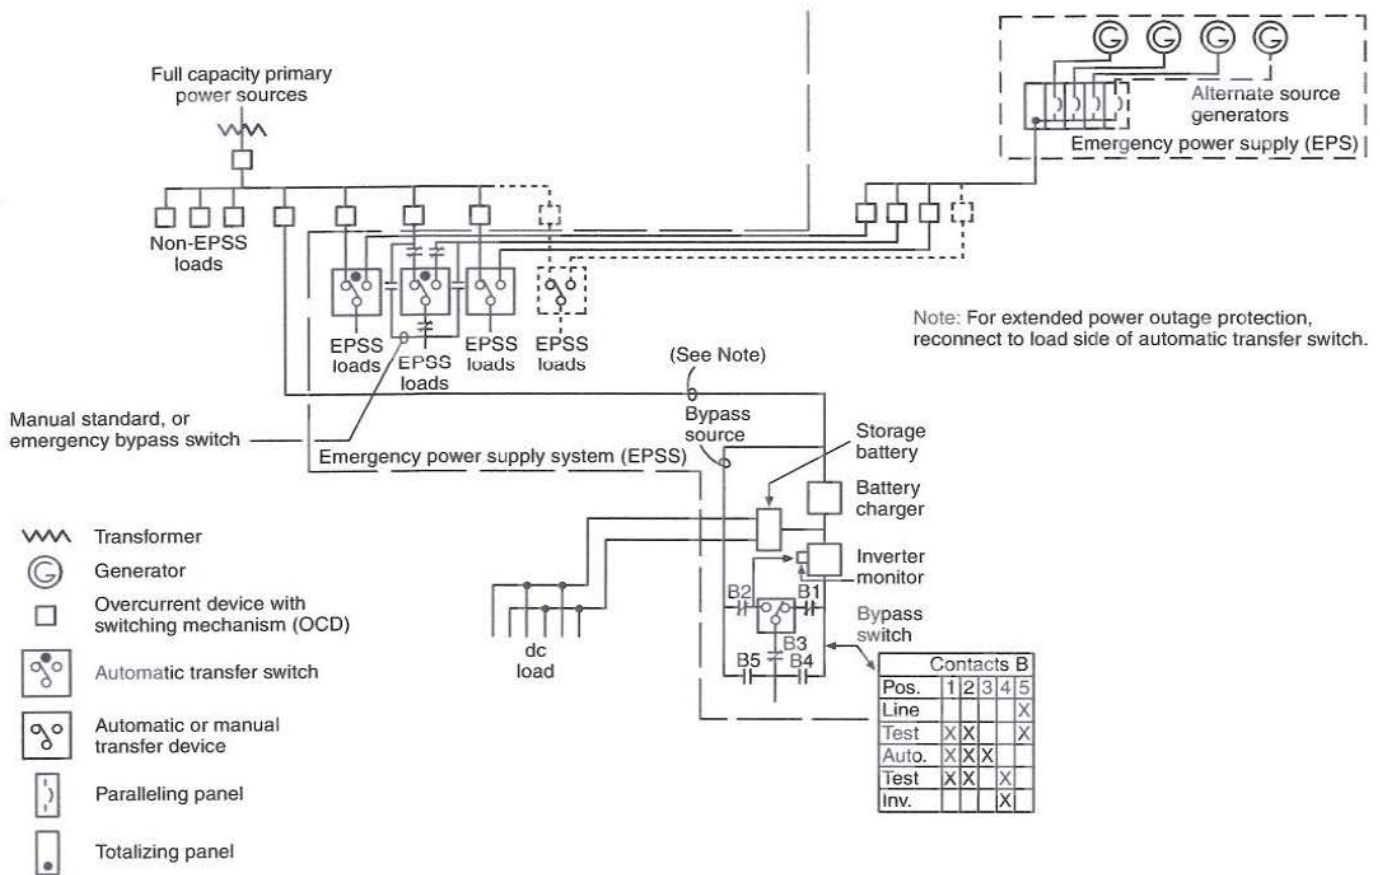 Full capacity primary
power sources
G G G G
Alternate source
generators
Emergency power supply (EPS)
Non-EPSS
loads
EPSS
loads
EPSS
loads
EPSS
loads
EPSS
loads
Note: For extended power outage protection,
reconnect to load side of automatic transfer switch.
(See Note)
Manual standard, or
emergency bypass switch
Bypass
source
Emergency power supply system (EPSS)
Storage
battery
Battery
charger
Inverter
monitor
B2
B1
B3
B5
B4
Bypass
switch
dc
load
Transformer
G
Generator
Overcurrent device with
switching mechanism (OCD)
Automatic transfer switch
Automatic or manual
transfer device
Paralleling panel
Totalizing panel
Contacts B
Pos. 1 2 3 4 5
Line X
Test X X X
Auto. X X X
Test X X X
Inv. X